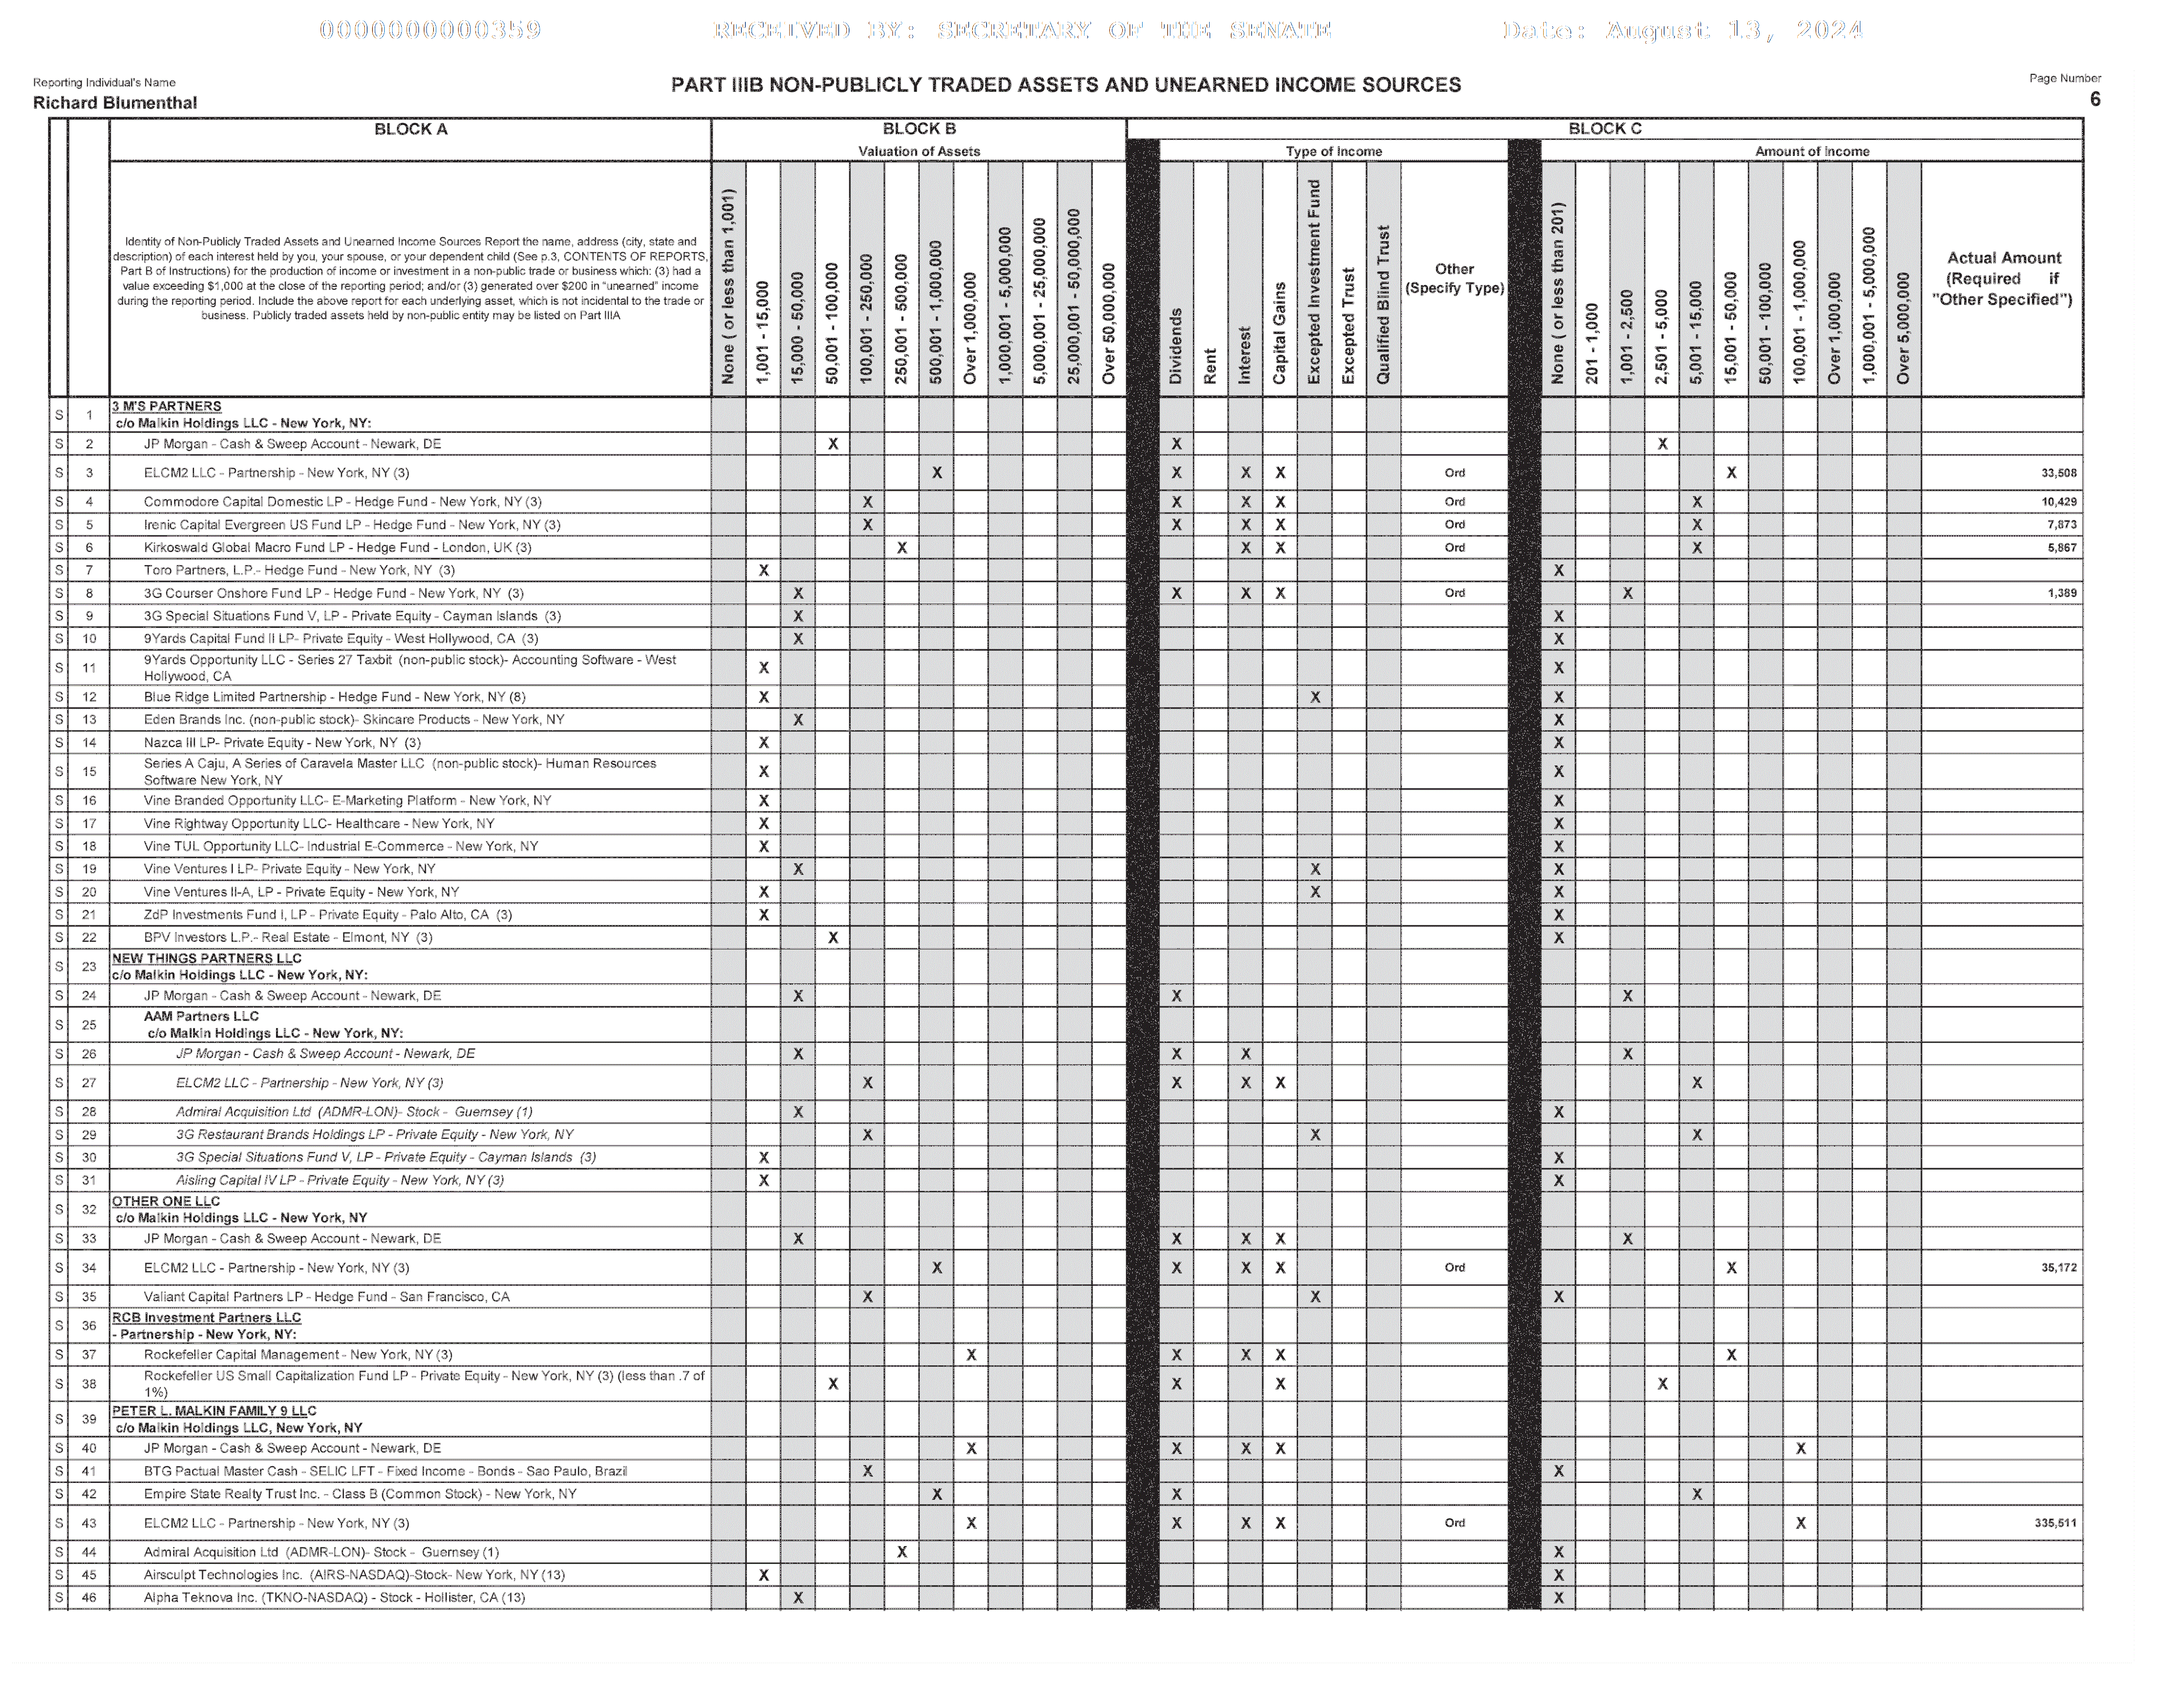 0000000000359 RECEIVED BY: SECRETARY OF THE SENATE Date: August 13, 2024
Reporting Individual's Name
PART IIIB NON-PUBLICLY TRADED ASSETS AND UNEARNED INCOME SOURCES
Page Number
Richard Blumenthal
6
BLOCK A BLOCK B BLOCK C
Valuation of Assets Type of Income Amount of Income
Identity of Non-Publicly Traded Assets and Unearned Income Sources Report the name, address (city, state and
description) of each interest held by you, your spouse, or your dependent child (See p.3, CONTENTS OF REPORTS,
Part B of Instructions) for the production of income or investment in a non-public trade or business which: (3) had a
value exceeding $1,000 at the close of the reporting period; and/or (3) generated over $200 in "unearned" income
during the reporting period. Include the above report for each underlying asset, which is not incidental to the trade or
business. Publicly traded assets held by non-public entity may be listed on Part IIIA
None ( or less than 1,001)
1,001 - 15,000
15,000 - 50,000
50,001 - 100,000
100,001 - 250,000
250,001 - 500,000
500,001 - 1,000,000
Over 1,000,000
1,000,001 - 5,000,000
5,000,001 - 25,000,000
25,000,001 - 50,000,000
Over 50,000,000
Dividends
Rent
Interest
Capital Gains
Excepted Investment Fund
Excepted Trust
Qualified Blind Trust
Other
(Specify Type)
None ( or less than 201)
201 - 1,000
1,001 - 2,500
2,501 - 5,000
5,001 - 15,000
15,001 - 50,000
50,001 - 100,000
100,001 - 1,000,000
Over 1,000,000
1,000,001 - 5,000,000
Over 5,000,000
Actual Amount
(Required if
"Other Specified")
S 1 3 M'S PARTNERS
c/o Malkin Holdings LLC - New York, NY:
S 2 JP Morgan - Cash & Sweep Account - Newark, DE X X X
S 3 ELCM2 LLC - Partnership - New York, NY (3) X X X X Ord X 33,508
S 4 Commodore Capital Domestic LP - Hedge Fund - New York, NY (3) X X X X Ord X 10,429
S 5 Irenic Capital Evergreen US Fund LP - Hedge Fund - New York, NY (3) X X X X Ord X 7,873
S 6 Kirkoswald Global Macro Fund LP - Hedge Fund - London, UK (3) X X X Ord X 5,867
S 7 Toro Partners, L.P.- Hedge Fund - New York, NY (3) X X
S 8 3G Courser Onshore Fund LP - Hedge Fund - New York, NY (3) X X X X Ord X 1,389
S 9 3G Special Situations Fund V, LP - Private Equity - Cayman Islands (3) X X
S 10 9Yards Capital Fund II LP- Private Equity - West Hollywood, CA (3) X X
S 11 9Yards Opportunity LLC - Series 27 Taxbit (non-public stock)- Accounting Software - West
Hollywood, CA X X
S 12 Blue Ridge Limited Partnership - Hedge Fund - New York, NY (8) X X X
S 13 Eden Brands Inc. (non-public stock)- Skincare Products - New York, NY X X
S 14 Nazca III LP- Private Equity - New York, NY (3) X X
S 15 Series A Caju, A Series of Caravela Master LLC (non-public stock)- Human Resources
Software New York, NY X X
S 16 Vine Branded Opportunity LLC- E-Marketing Platform - New York, NY X X
S 17 Vine Rightway Opportunity LLC- Healthcare - New York, NY X X
S 18 Vine TUL Opportunity LLC- Industrial E-Commerce - New York, NY X X
S 19 Vine Ventures I LP- Private Equity - New York, NY X X X
S 20 Vine Ventures II-A, LP - Private Equity - New York, NY X X X
S 21 ZdP Investments Fund I, LP - Private Equity - Palo Alto, CA (3) X X
S 22 BPV Investors L.P.- Real Estate - Elmont, NY (3) X X
S 23 NEW THINGS PARTNERS LLC
c/o Malkin Holdings LLC - New York, NY:
S 24 JP Morgan - Cash & Sweep Account - Newark, DE X X X
S 25 AAM Partners LLC
c/o Malkin Holdings LLC - New York, NY:
S 26 JP Morgan - Cash & Sweep Account - Newark, DE X X X X
S 27 ELCM2 LLC - Partnership - New York, NY (3) X X X X X
S 28 Admiral Acquisition Ltd (ADMR-LON)- Stock - Guernsey (1) X X
S 29 3G Restaurant Brands Holdings LP - Private Equity - New York, NY X X X
S 30 3G Special Situations Fund V, LP - Private Equity - Cayman Islands (3) X X
S 31 Aisling Capital IV LP - Private Equity - New York, NY (3) X X
S 32 OTHER ONE LLC
c/o Malkin Holdings LLC - New York, NY
S 33 JP Morgan - Cash & Sweep Account - Newark, DE X X X X X
S 34 ELCM2 LLC - Partnership - New York, NY (3) X X X X Ord X 35,172
S 35 Valiant Capital Partners LP - Hedge Fund - San Francisco, CA X X X
S 36 RCB Investment Partners LLC
- Partnership - New York, NY:
S 37 Rockefeller Capital Management - New York, NY (3) X X X X X
S 38 Rockefeller US Small Capitalization Fund LP - Private Equity - New York, NY (3) (less than .7 of
1%) X X X X
S 39 PETER L. MALKIN FAMILY 9 LLC
c/o Malkin Holdings LLC, New York, NY
S 40 JP Morgan - Cash & Sweep Account - Newark, DE X X X X X
S 41 BTG Pactual Master Cash - SELIC LFT - Fixed Income - Bonds - Sao Paulo, Brazil X X
S 42 Empire State Realty Trust Inc. - Class B (Common Stock) - New York, NY X X X
S 43 ELCM2 LLC - Partnership - New York, NY (3) X X X X Ord X 335,511
S 44 Admiral Acquisition Ltd (ADMR-LON)- Stock - Guernsey (1) X X
S 45 Airsculpt Technologies Inc. (AIRS-NASDAQ)-Stock- New York, NY (13) X X
S 46 Alpha Teknova Inc. (TKNO-NASDAQ) - Stock - Hollister, CA (13) X X